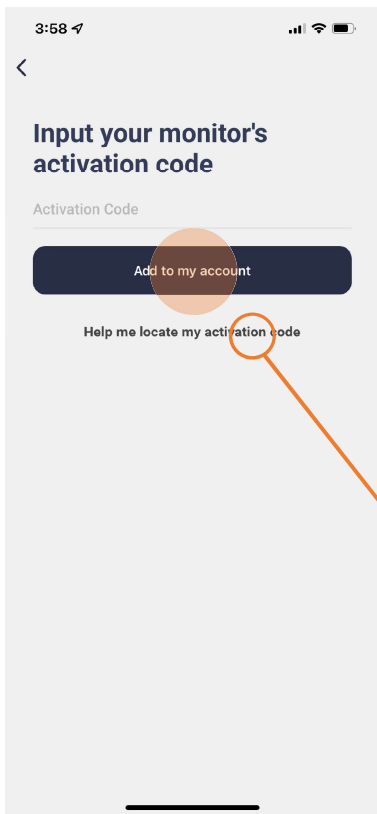 3:58
Input your monitor's
activation code
Activation Code
Add to my account
Help me locate my activation code